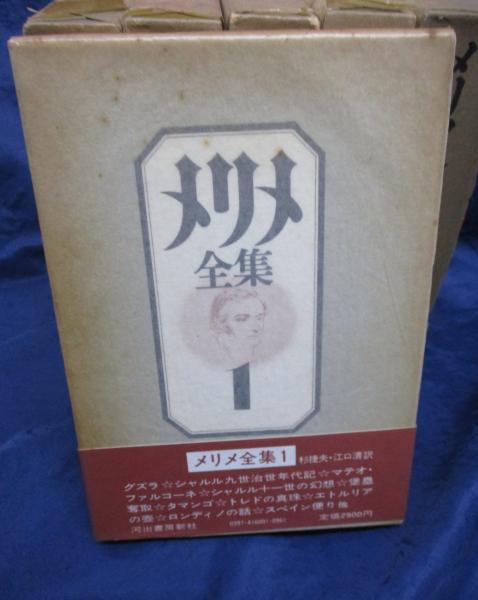 メリメ
全集
1
メリメ全集1 杉捷夫・江口清訳
グズラ☆シャルル九世治世年代記☆マテオ・
ファルコーネ☆シャルル十一世の幻想☆堡塁
奪取☆タマンゴ☆トレドの真珠☆エトルリア
の壺☆ロンディノの話☆スペイン便り他
河出書房新社
定価2900円